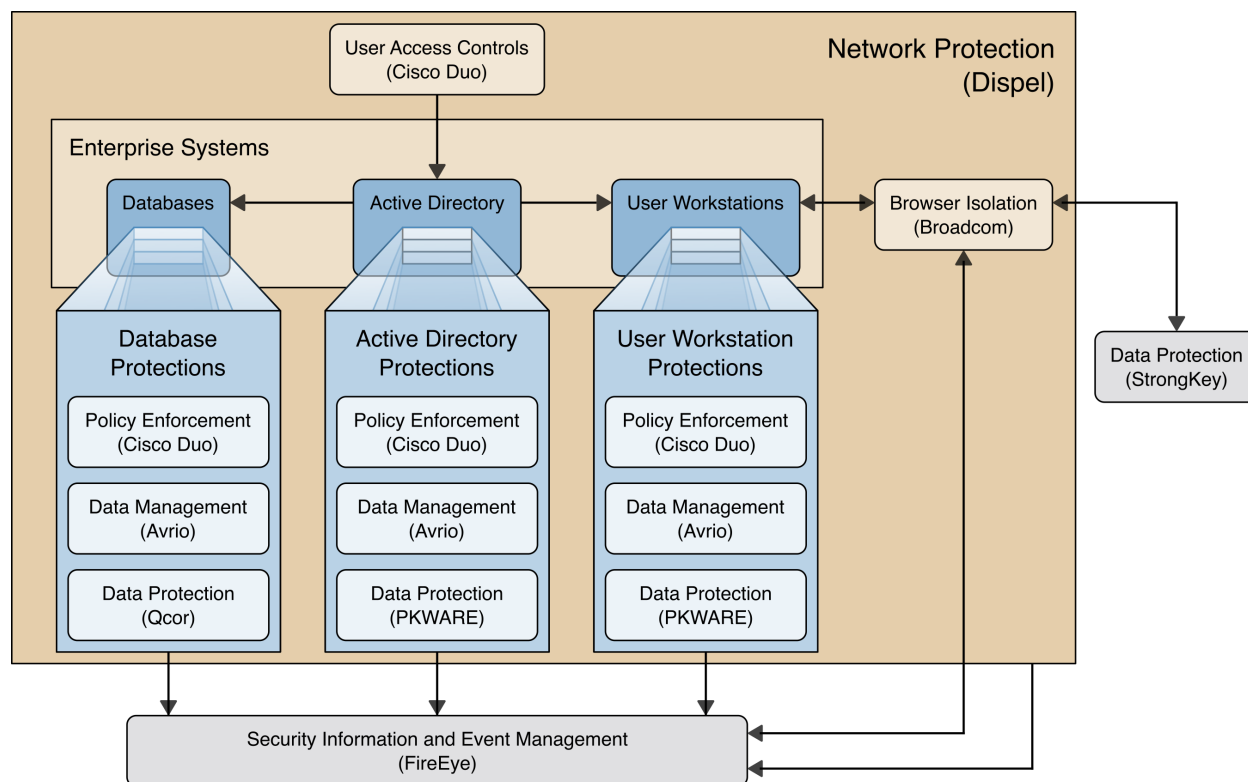 User Access Controls
(Cisco Duo)
Network Protection
(Dispel)
Enterprise Systems
Databases
Active Directory
User Workstations
Browser Isolation
(Broadcom)
Data Protection
(StrongKey)
Database
Protections
Policy Enforcement
(Cisco Duo)
Data Management
(Avrio)
Data Protection
(Qcor)
Active Directory
Protections
Policy Enforcement
(Cisco Duo)
Data Management
(Avrio)
Data Protection
(PKWARE)
User Workstation
Protections
Policy Enforcement
(Cisco Duo)
Data Management
(Avrio)
Data Protection
(PKWARE)
Security Information and Event Management
(FireEye)